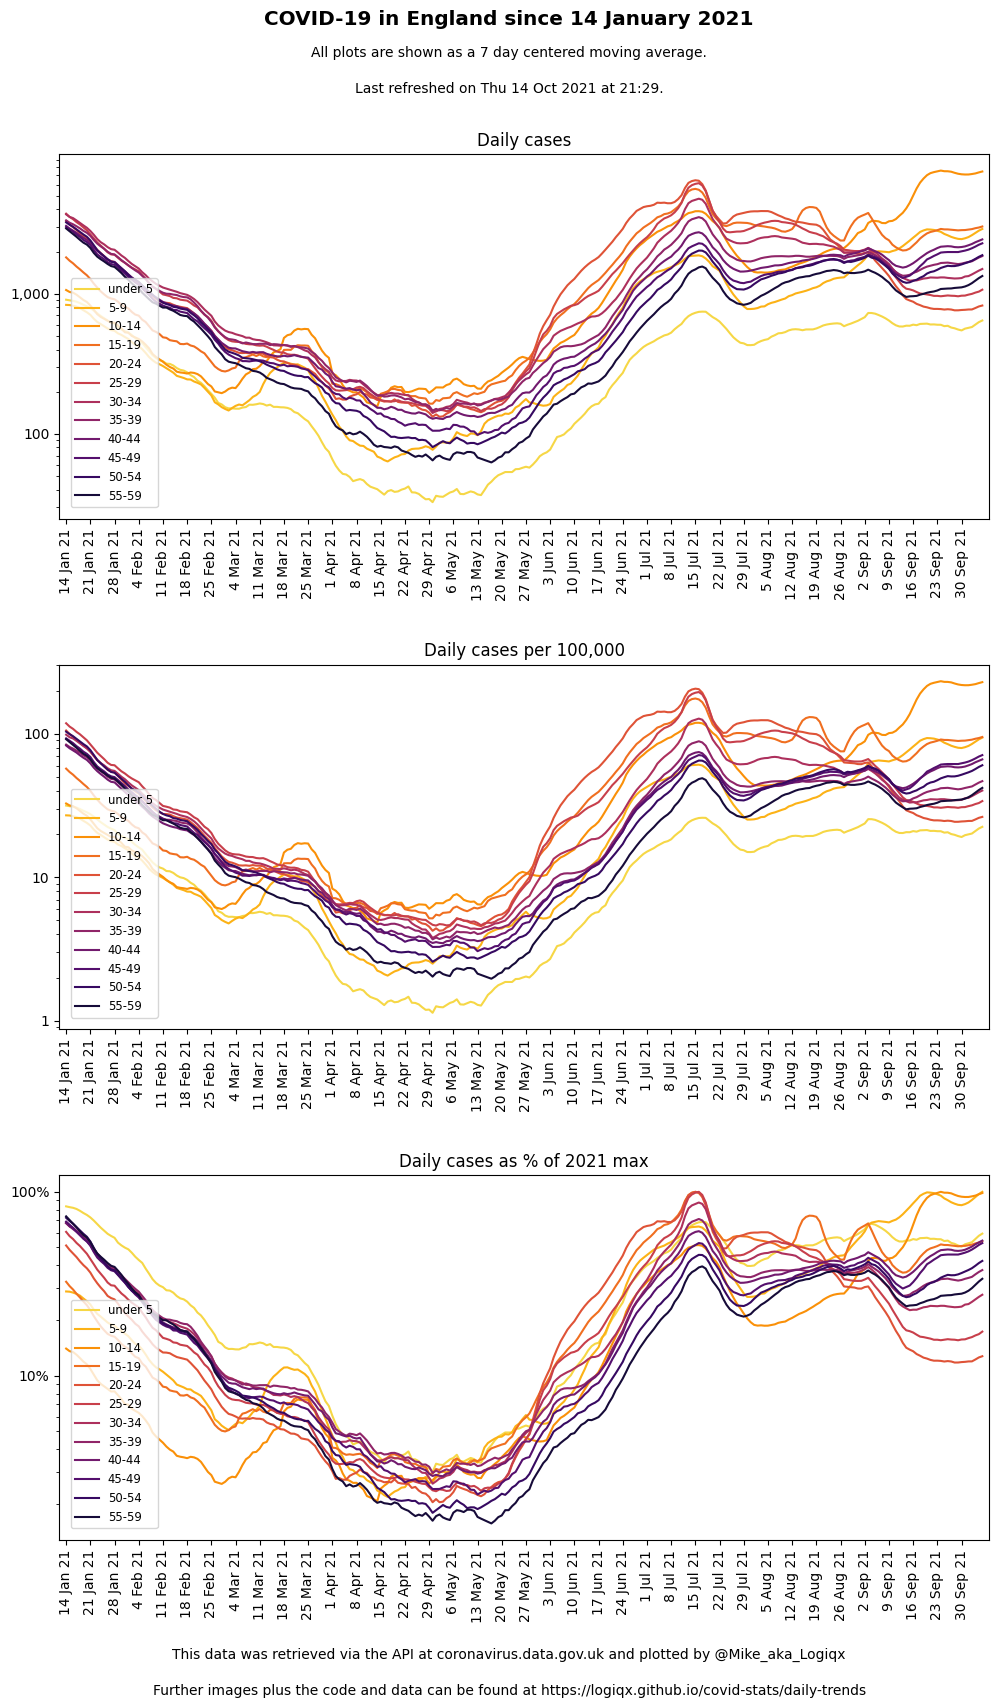 COVID-19 in England since 14 January 2021
All plots are shown as a 7 day centered moving average.
Last refreshed on Thu 14 Oct 2021 at 21:29.
Daily cases
1,000
100
under 5
5-9
10-14
15-19
20-24
25-29
30-34
35-39
40-44
45-49
50-54
55-59
14 Jan 21
21 Jan 21
28 Jan 21
4 Feb 21
11 Feb 21
18 Feb 21
25 Feb 21
4 Mar 21
11 Mar 21
18 Mar 21
25 Mar 21
1 Apr 21
8 Apr 21
15 Apr 21
22 Apr 21
29 Apr 21
6 May 21
13 May 21
20 May 21
27 May 21
3 Jun 21
10 Jun 21
17 Jun 21
24 Jun 21
1 Jul 21
8 Jul 21
15 Jul 21
22 Jul 21
29 Jul 21
5 Aug 21
12 Aug 21
19 Aug 21
26 Aug 21
2 Sep 21
9 Sep 21
16 Sep 21
23 Sep 21
30 Sep 21
Daily cases per 100,000
100
10
1
under 5
5-9
10-14
15-19
20-24
25-29
30-34
35-39
40-44
45-49
50-54
55-59
14 Jan 21
21 Jan 21
28 Jan 21
4 Feb 21
11 Feb 21
18 Feb 21
25 Feb 21
4 Mar 21
11 Mar 21
18 Mar 21
25 Mar 21
1 Apr 21
8 Apr 21
15 Apr 21
22 Apr 21
29 Apr 21
6 May 21
13 May 21
20 May 21
27 May 21
3 Jun 21
10 Jun 21
17 Jun 21
24 Jun 21
1 Jul 21
8 Jul 21
15 Jul 21
22 Jul 21
29 Jul 21
5 Aug 21
12 Aug 21
19 Aug 21
26 Aug 21
2 Sep 21
9 Sep 21
16 Sep 21
23 Sep 21
30 Sep 21
Daily cases as % of 2021 max
100%
10%
under 5
5-9
10-14
15-19
20-24
25-29
30-34
35-39
40-44
45-49
50-54
55-59
14 Jan 21
21 Jan 21
28 Jan 21
4 Feb 21
11 Feb 21
18 Feb 21
25 Feb 21
4 Mar 21
11 Mar 21
18 Mar 21
25 Mar 21
1 Apr 21
8 Apr 21
15 Apr 21
22 Apr 21
29 Apr 21
6 May 21
13 May 21
20 May 21
27 May 21
3 Jun 21
10 Jun 21
17 Jun 21
24 Jun 21
1 Jul 21
8 Jul 21
15 Jul 21
22 Jul 21
29 Jul 21
5 Aug 21
12 Aug 21
19 Aug 21
26 Aug 21
2 Sep 21
9 Sep 21
16 Sep 21
23 Sep 21
30 Sep 21
This data was retrieved via the API at coronavirus.data.gov.uk and plotted by @Mike_aka_Logiqx
Further images plus the code and data can be found at https://logiqx.github.io/covid-stats/daily-trends